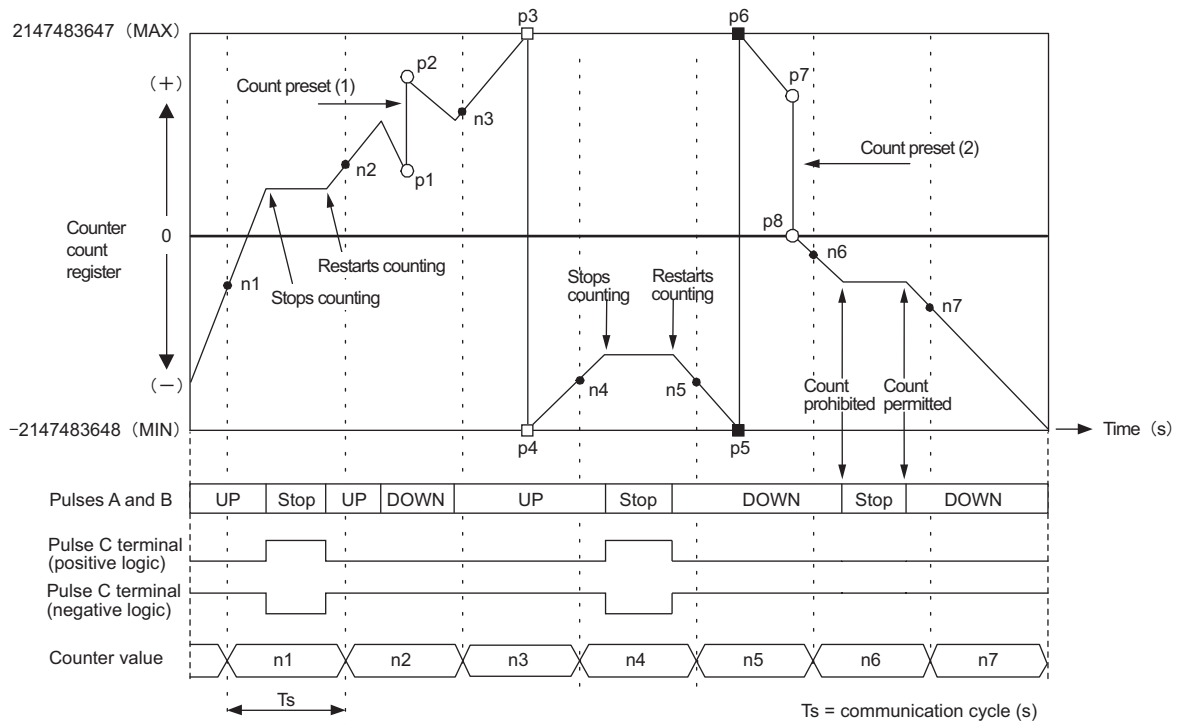 p3
p6
2147483647 (MAX)
p2
p7
(+)
Count preset (1)
n3
Count preset (2)
n2
p1
p8
Counter
count
register
0
n6
Restarts counting
n1
Stops counting
Stops
counting
Restarts
counting
n7
(−)
n4
n5
Count
prohibited
Count
permitted
−2147483648 (MIN)
p4
p5
Time (s)
Pulses A and B
UP
Stop
UP
DOWN
UP
Stop
DOWN
Stop
DOWN
Pulse C terminal
(positive logic)
Pulse C terminal
(negative logic)
Counter value
n1
n2
n3
n4
n5
n6
n7
Ts
Ts = communication cycle (s)